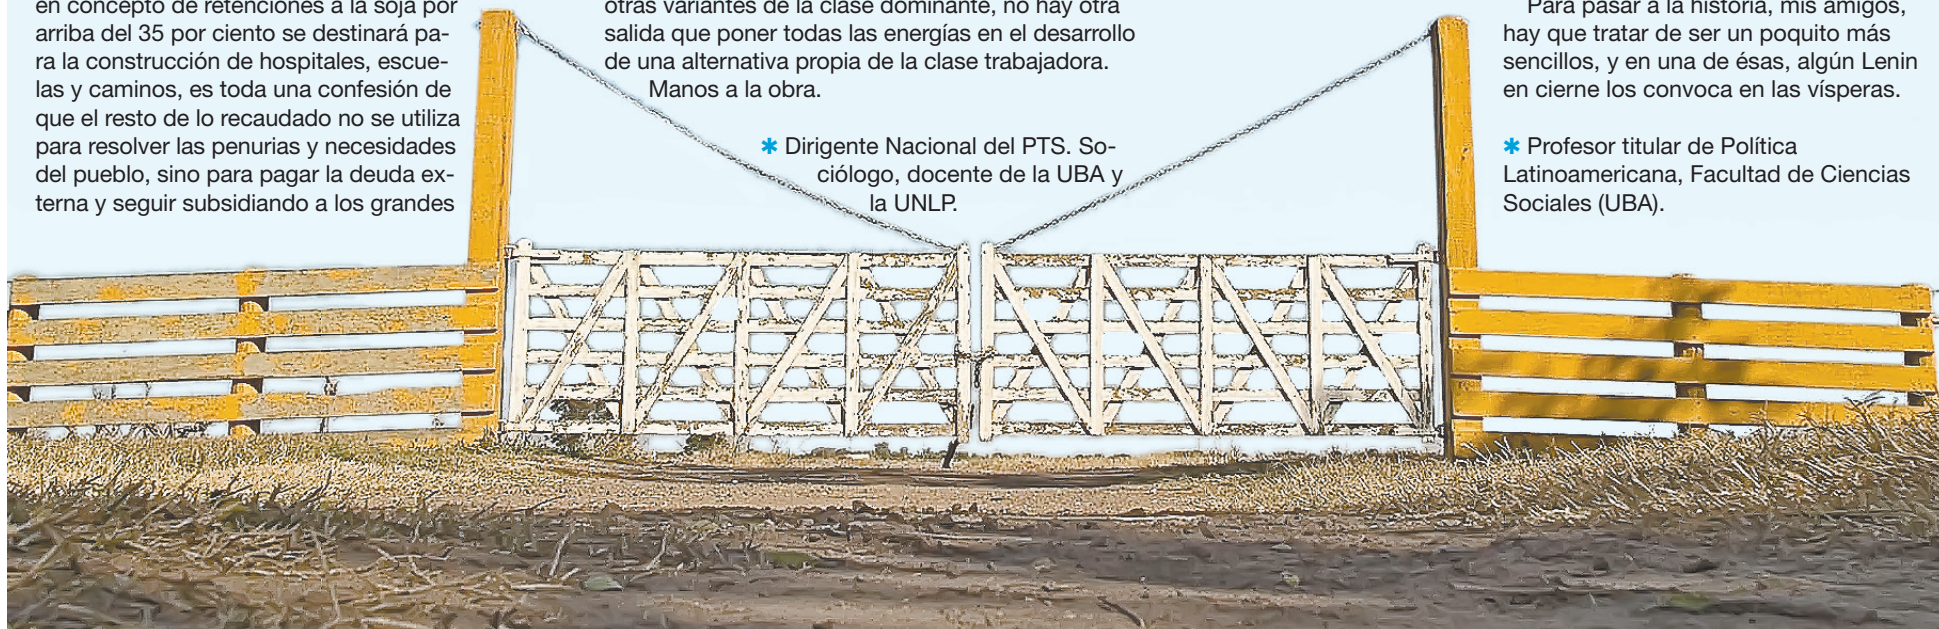 en concepto de retenciones a la soja por
arriba del 35 por ciento se destinará pa-
ra la construcción de hospitales, escue-
las y caminos, es toda una confesión de
que el resto de lo recaudado no se utiliza
para resolver las penurias y necesidades
del pueblo, sino para pagar la deuda ex-
terna y seguir subsidiando a los grandes
otras variantes de la clase dominante, no hay otra
salida que poner todas las energías en el desarrollo
de una alternativa propia de la clase trabajadora.
Manos a la obra.
✱ Dirigente Nacional del PTS. So-
ciólogo, docente de la UBA y
la UNLP.
Para pasar a la historia, mis amigos,
hay que tratar de ser un poquito más
sencillos, y en una de ésas, algún Lenin
en cierne los convoca en las vísperas.
✱ Profesor titular de Política
Latinoamericana, Facultad de Ciencias
Sociales (UBA).